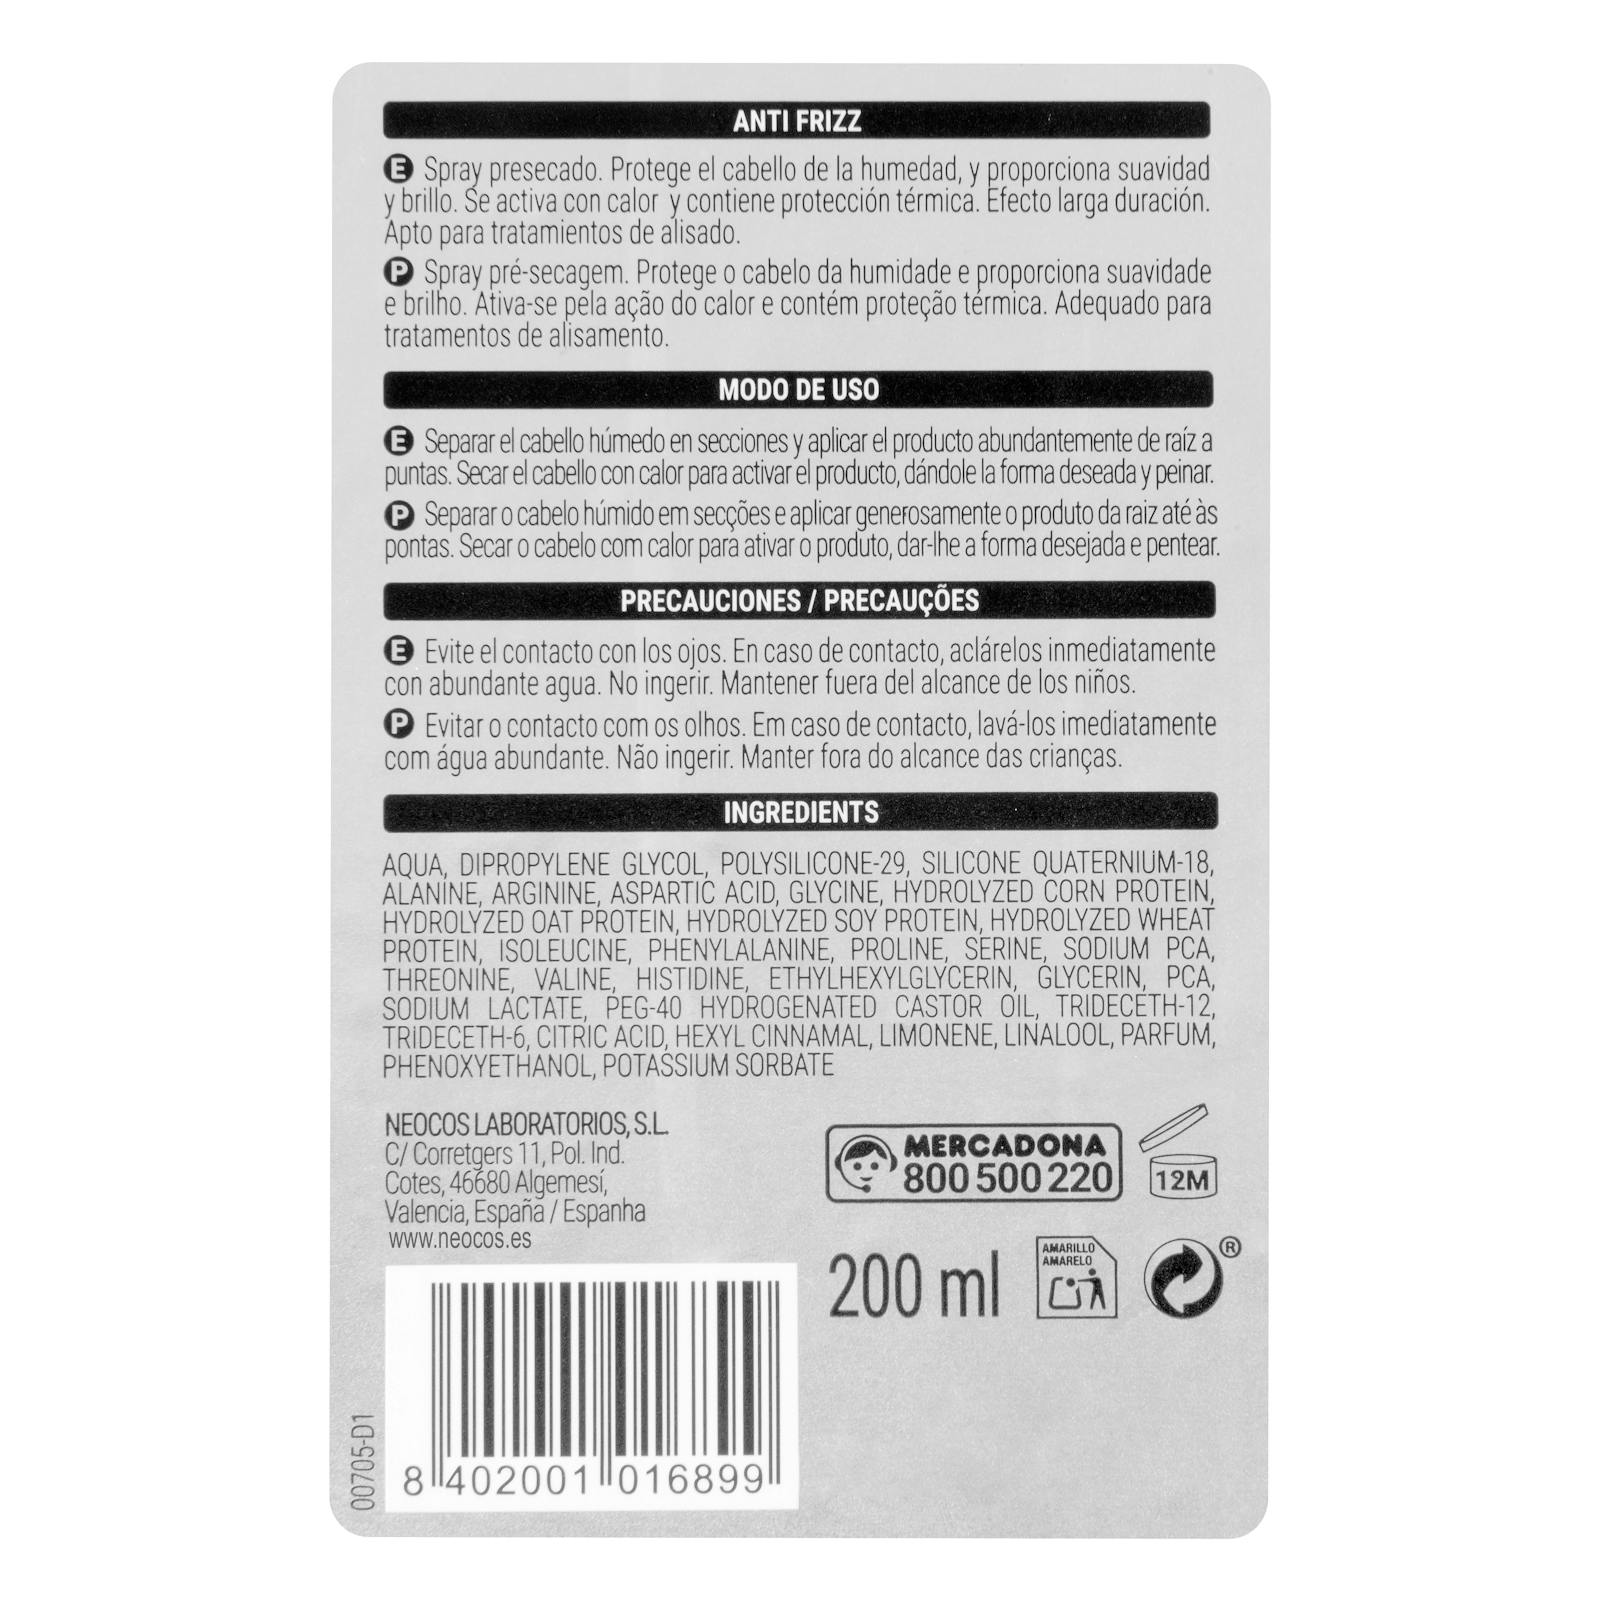 ANTI FRIZZ
E Spray presecado. Protege el cabello de la humedad, y proporciona suavidad
y brillo. Se activa con calor y contiene protección térmica. Efecto larga duración.
Apto para tratamientos de alisado.
P Spray pré-secagem. Protege o cabelo da humidade e proporciona suavidade
e brilho. Ativa-se pela ação do calor e contém proteção térmica. Adequado para
tratamentos de alisamento.
MODO DE USO
E Separar el cabello húmedo en secciones y aplicar el producto abundantemente de raíz a
puntas. Secar el cabello con calor para activar el producto, dándole la forma deseada y peinar.
P Separar o cabelo húmido em secções e aplicar generosamente o produto da raiz até às
pontas. Secar o cabelo com calor para ativar o produto, dar-lhe a forma desejada e pentear.
PRECAUCIONES / PRECAUÇÕES
E Evite el contacto con los ojos. En caso de contacto, aclárelos inmediatamente
con abundante agua. No ingerir. Mantener fuera del alcance de los niños.
P Evitar o contacto com os olhos. Em caso de contacto, lavá-los imediatamente
com água abundante. Não ingerir. Manter fora do alcance das crianças.
INGREDIENTS
AQUA, DIPROPYLENE GLYCOL, POLYSILICONE-29, SILICONE QUATERNIUM-18,
ALANINE, ARGININE, ASPARTIC ACID, GLYCINE, HYDROLYZED CORN PROTEIN,
HYDROLYZED OAT PROTEIN, HYDROLYZED SOY PROTEIN, HYDROLYZED WHEAT
PROTEIN, ISOLEUCINE, PHENYLALANINE, PROLINE, SERINE, SODIUM PCA,
THREONINE, VALINE, HISTIDINE, ETHYLHEXYLGLYCERIN, GLYCERIN, PCA,
SODIUM LACTATE, PEG-40 HYDROGENATED CASTOR OIL, TRIDECETH-12,
TRIDECETH-6, CITRIC ACID, HEXYL CINNAMAL, LIMONENE, LINALOOL, PARFUM,
PHENOXYETHANOL, POTASSIUM SORBATE
NEOCOS LABORATORIOS, S.L.
C/ Corretgers 11, Pol. Ind.
Cotes, 46680 Algemesí,
Valencia, España / Espanha
www.neocos.es
MERCADONA
800 500 220
12M
200 ml
AMARILLO
AMARELO
®
00705-D1
8 402001 016899